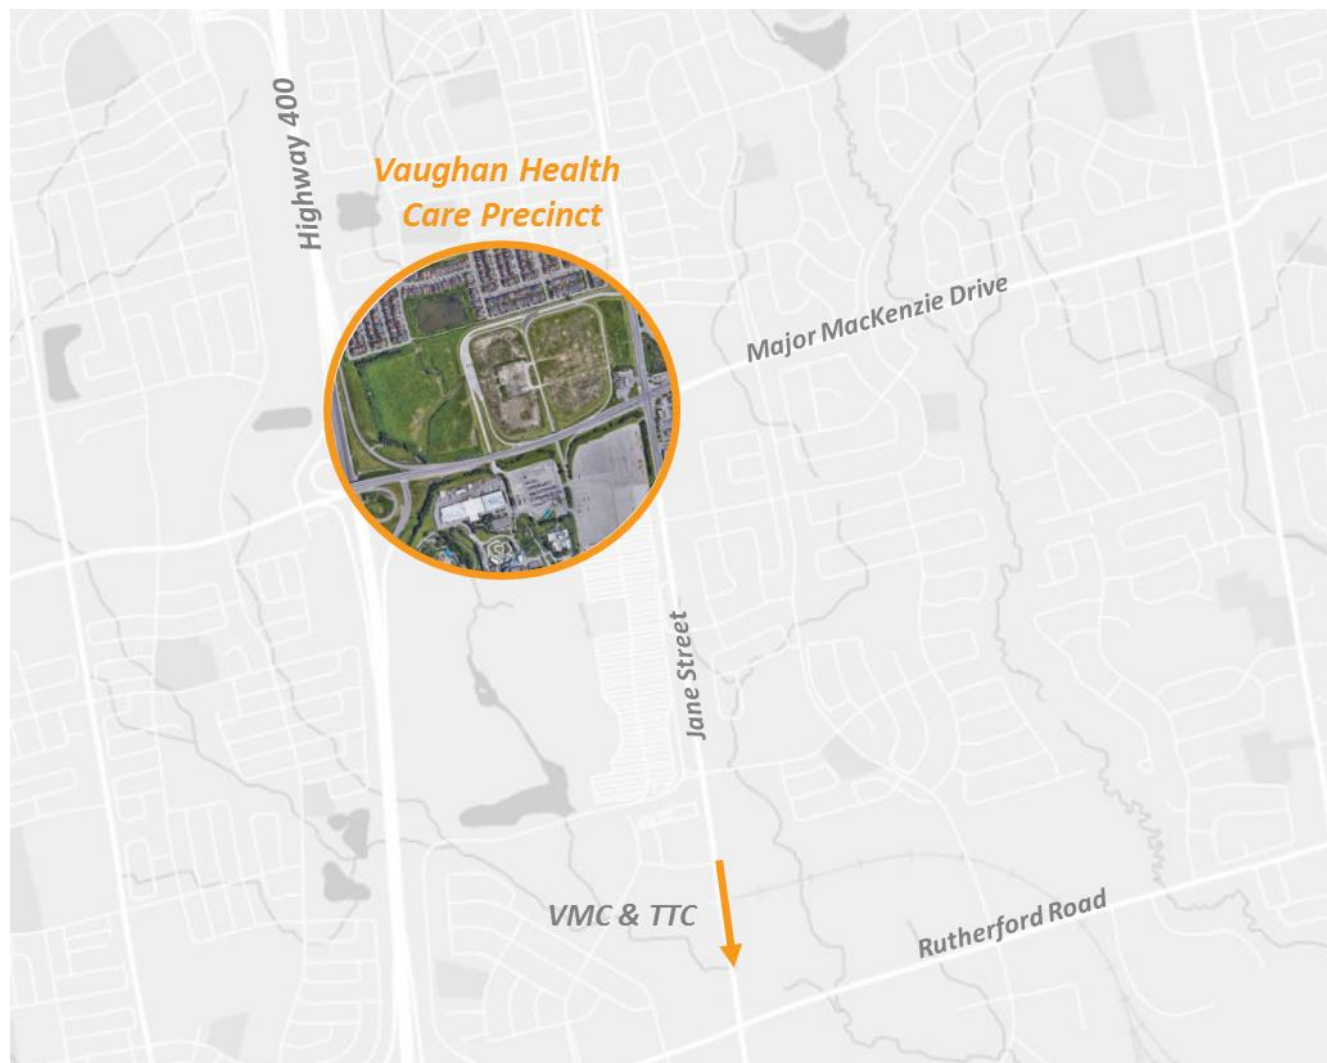 Highway 400
Vaughan Health
Care Precinct
Major MacKenzie Drive
Jane Street
VMC & TTC
Rutherford Road